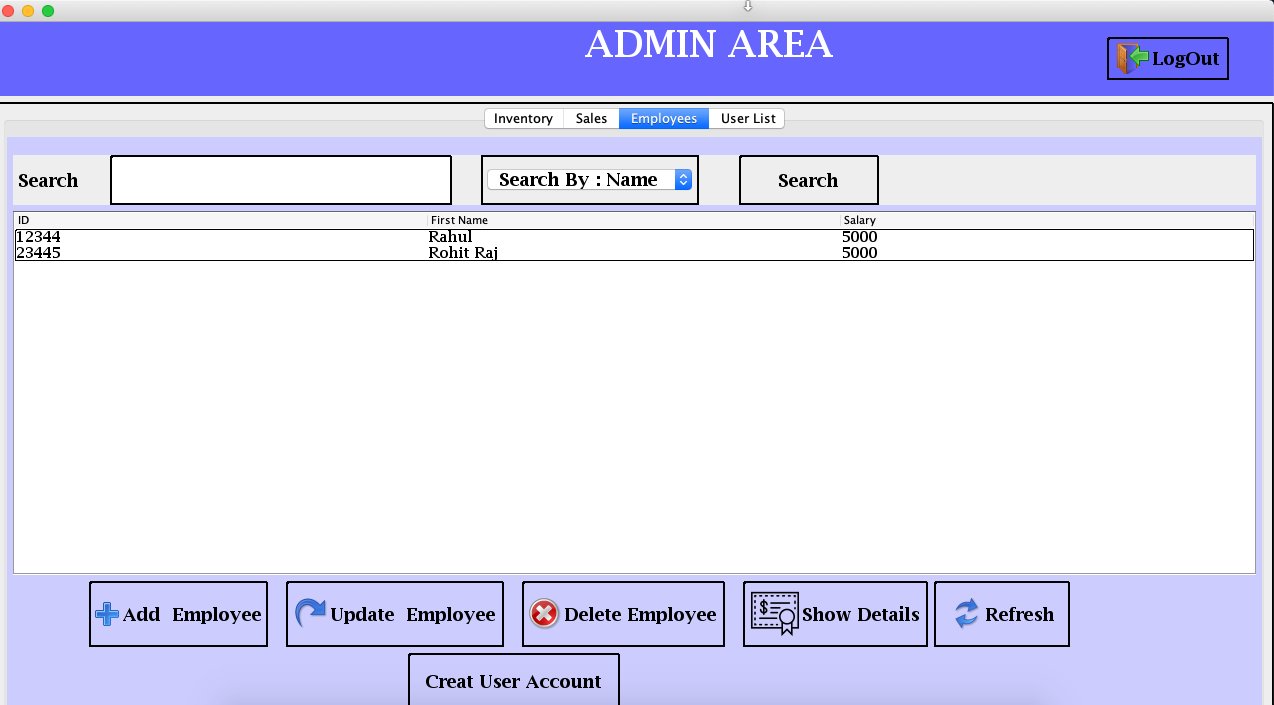 ADMIN AREA
LogOut
Inventory Sales Employees User List
Search Search By : Name Search
ID First Name Salary
12344 Rahul 5000
23445 Rohit Raj 5000
Add Employee Update Employee Delete Employee $ Show Details Refresh
Creat User Account